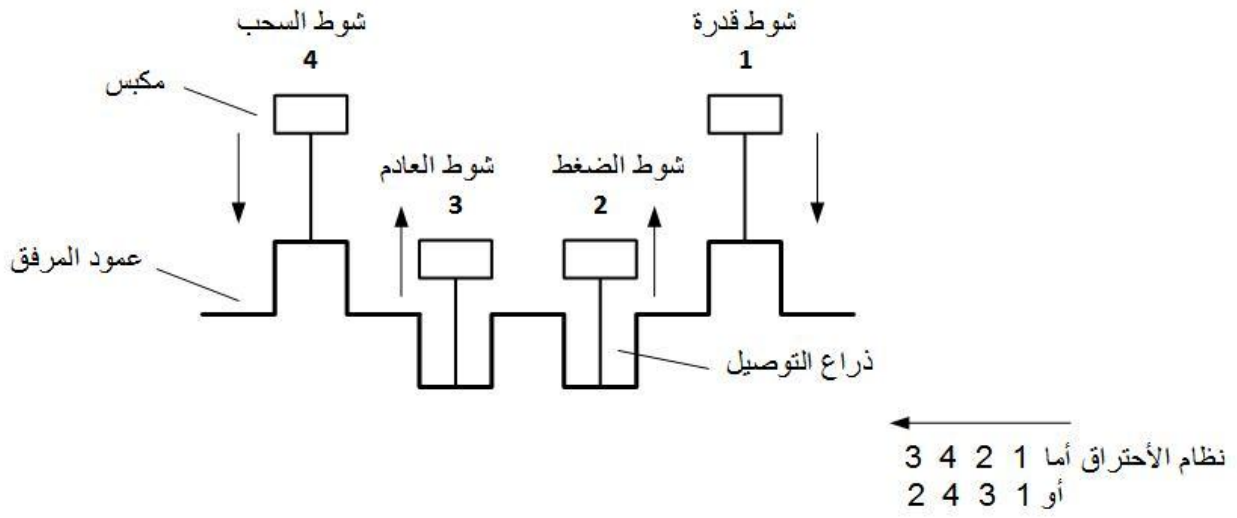 شوط قدرة
1
شوط السحب
4
مكبس
شوط الضغط
2
شوط العادم
3
عمود المرفق
ذراع التوصيل
نظام الأحتراق أما 1 2 4 3
أو 1 3 4 2